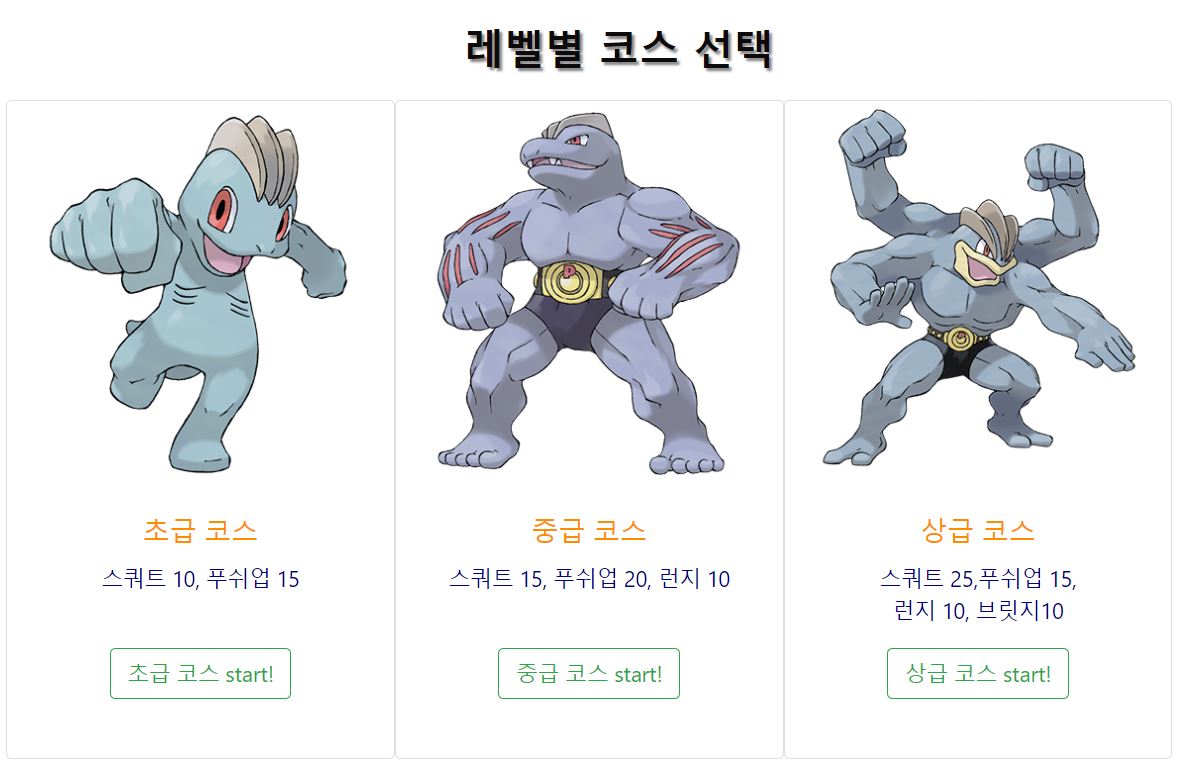 레벨별 코스 선택
초급 코스
스쿼트 10, 푸쉬업 15
초급 코스 start!
중급 코스
스쿼트 15, 푸쉬업 20, 런지 10
중급 코스 start!
상급 코스
스쿼트 25,푸쉬업 15,
런지 10, 브릿지10
상급 코스 start!